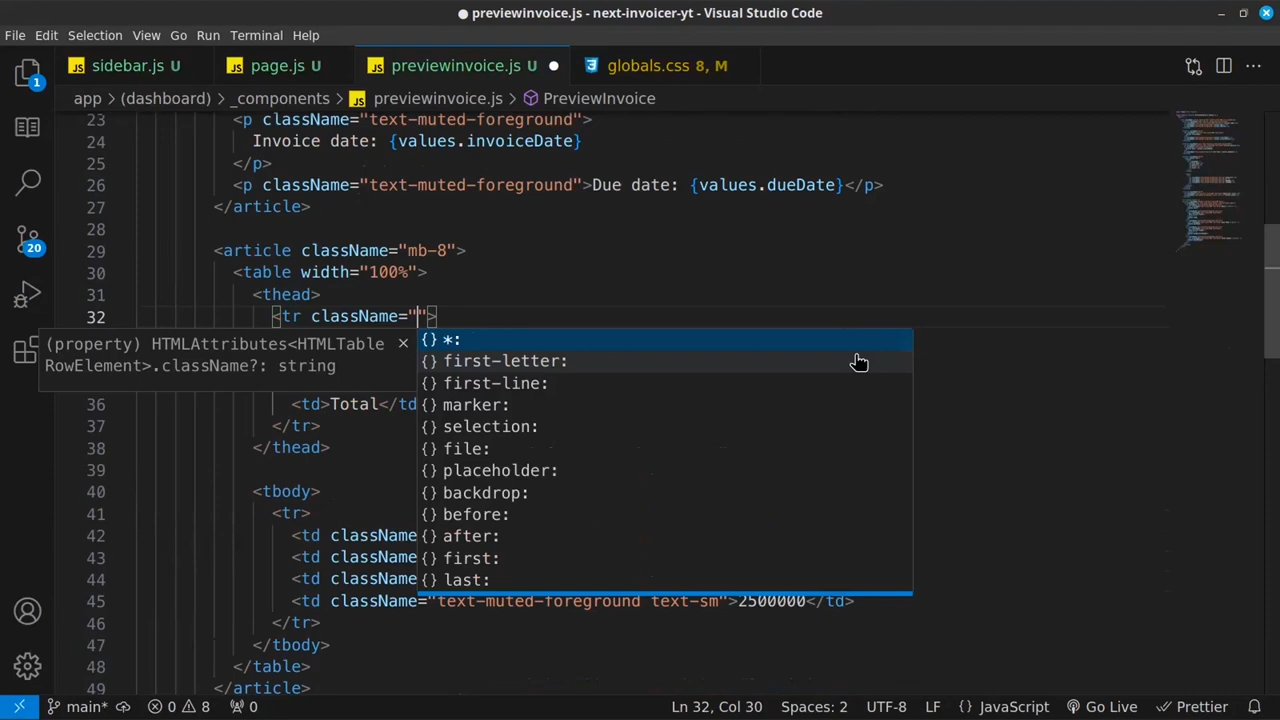 previewinvoice.js - next-invoicer-yt - Visual Studio Code
File Edit Selection View Go Run Terminal Help
JS sidebar.js U
JS page.js U
JS previewinvoice.js U
globals.css 8, M
app > (dashboard) > _components > JS previewinvoice.js > PreviewInvoice
1
20
23 <p className="text-muted-foreground">
24 Invoice date: {values.invoiceDate}
25 </p>
26 <p className="text-muted-foreground">Due date: {values.dueDate}</p>
27 </article>
28
29 <article className="mb-8">
30 <table width="100%">
31 <thead>
32 <tr className="">
(property) HTMLAttributes<HTMLTable
RowElement>.className?: string
{} *:
{} first-letter:
{} first-line:
{} marker:
{} selection:
{} file:
{} placeholder:
{} backdrop:
{} before:
{} after:
{} first:
{} last:
36 <td>Total</td
37 </tr>
38 </thead>
39
40 <tbody>
41 <tr>
42 <td className
43 <td className
44 <td className
45 <td className="text-muted-foreground text-sm">2500000</td>
46 </tr>
47 </tbody>
48 </table>
49 </article>
main* 0 8 0 Ln 32, Col 30 Spaces: 2 UTF-8 LF {} JavaScript Go Live Prettier